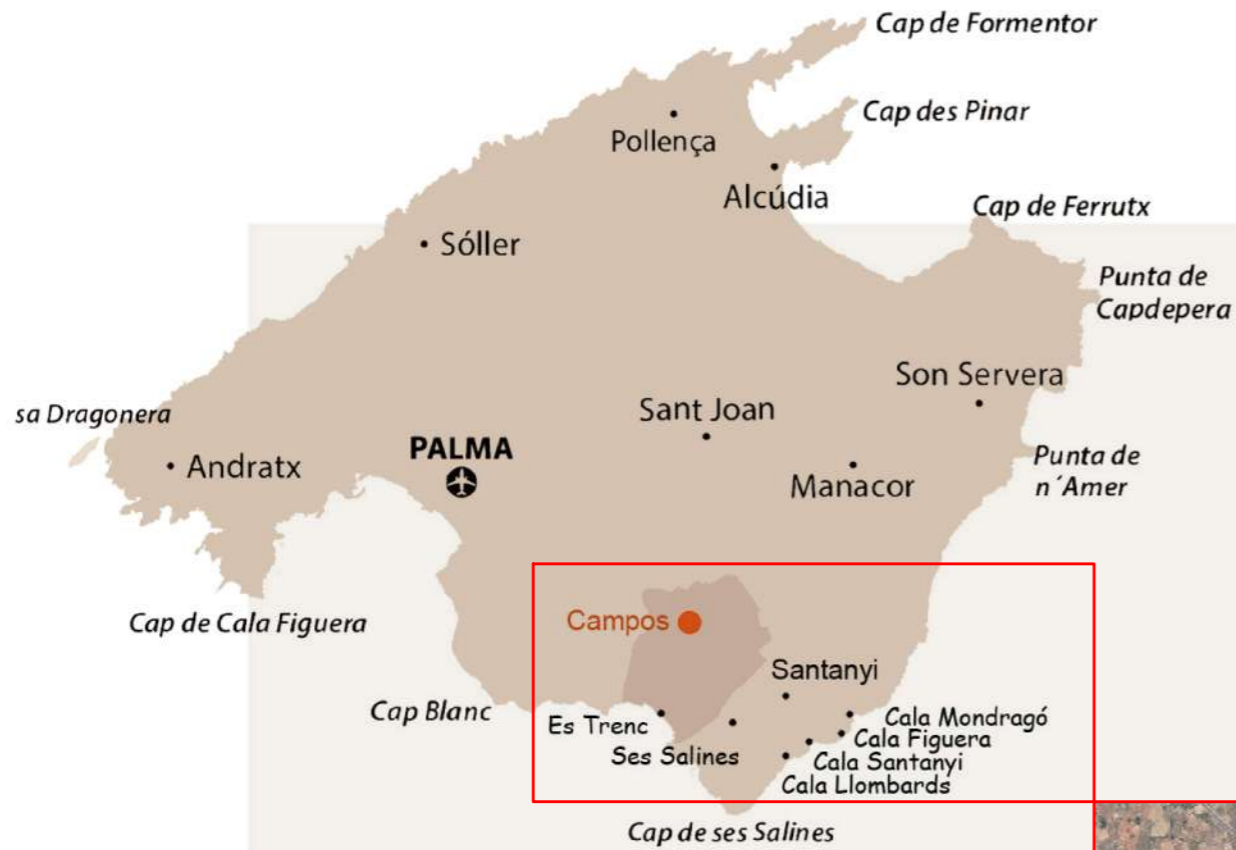 Cap de Formentor
Cap des Pinar
Pollença
Alcúdia
Cap de Ferrutx
Sóller
Punta de
Capdepera
Son Servera
sa Dragonera
Sant Joan
PALMA
Andratx
Manacor
Punta de
n´Amer
Cap de Cala Figuera
Campos
Santanyi
Cap Blanc
Es Trenc
Cala Mondragó
Ses Salines
Cala Figuera
Cala Santanyi
Cala Llombards
Cap de ses Salines